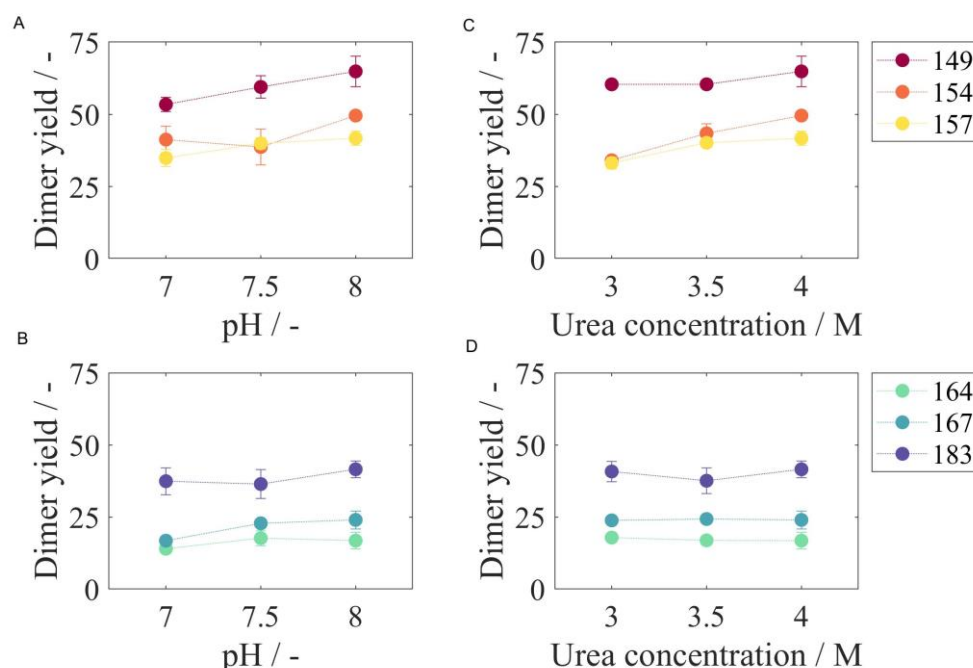 A
Dimer yield / -
75
50
25
0
7 7.5 8
pH / -
C
Dimer yield / -
75
50
25
0
3 3.5 4
Urea concentration / M
149
154
157
B
Dimer yield / -
75
50
25
0
7 7.5 8
pH / -
D
Dimer yield / -
75
50
25
0
3 3.5 4
Urea concentration / M
164
167
183